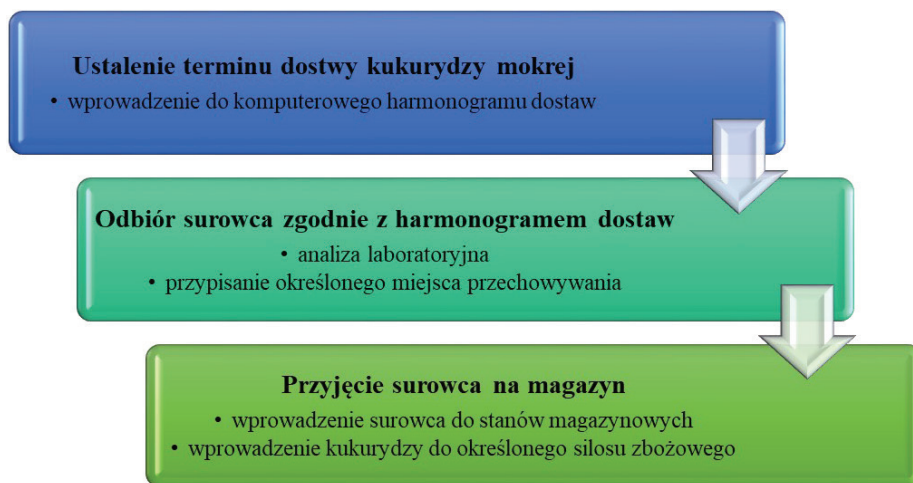 Ustalenie terminu dostwy kukurydzy mokrej
• wprowadzenie do komputerowego harmonogramu dostaw
Odbiór surowca zgodnie z harmonogramem dostaw
• analiza laboratoryjna
• przypisanie określonego miejsca przechowywania
Przyjęcie surowca na magazyn
• wprowadzenie surowca do stanów magazynowych
• wprowadzenie kukurydzy do określonego silosu zbożowego